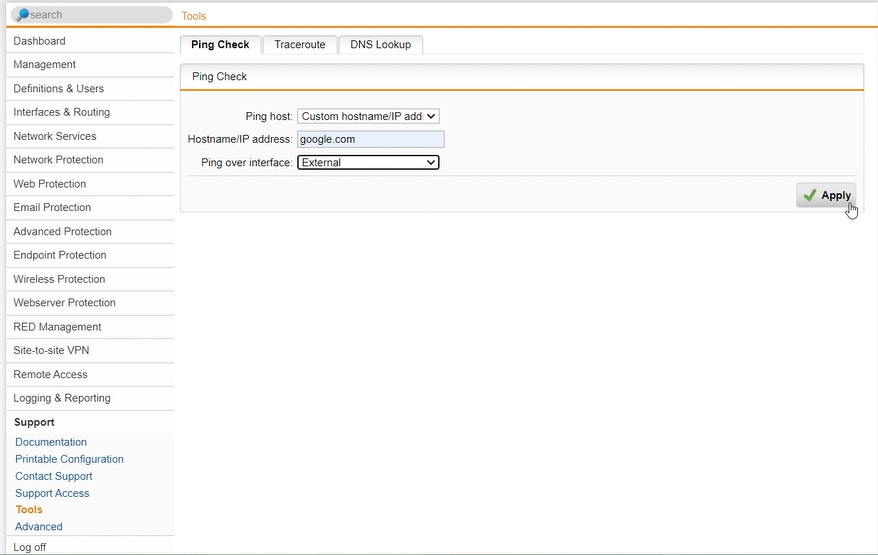 search
Tools
Dashboard
Management
Definitions & Users
Interfaces & Routing
Network Services
Network Protection
Web Protection
Email Protection
Advanced Protection
Endpoint Protection
Wireless Protection
Webserver Protection
RED Management
Site-to-site VPN
Remote Access
Logging & Reporting
Support
Documentation
Printable Configuration
Contact Support
Support Access
Tools
Advanced
Log off
Ping Check Traceroute DNS Lookup
Ping Check
Ping host: Custom hostname/IP add
Hostname/IP address: google.com
Ping over interface: External
Apply